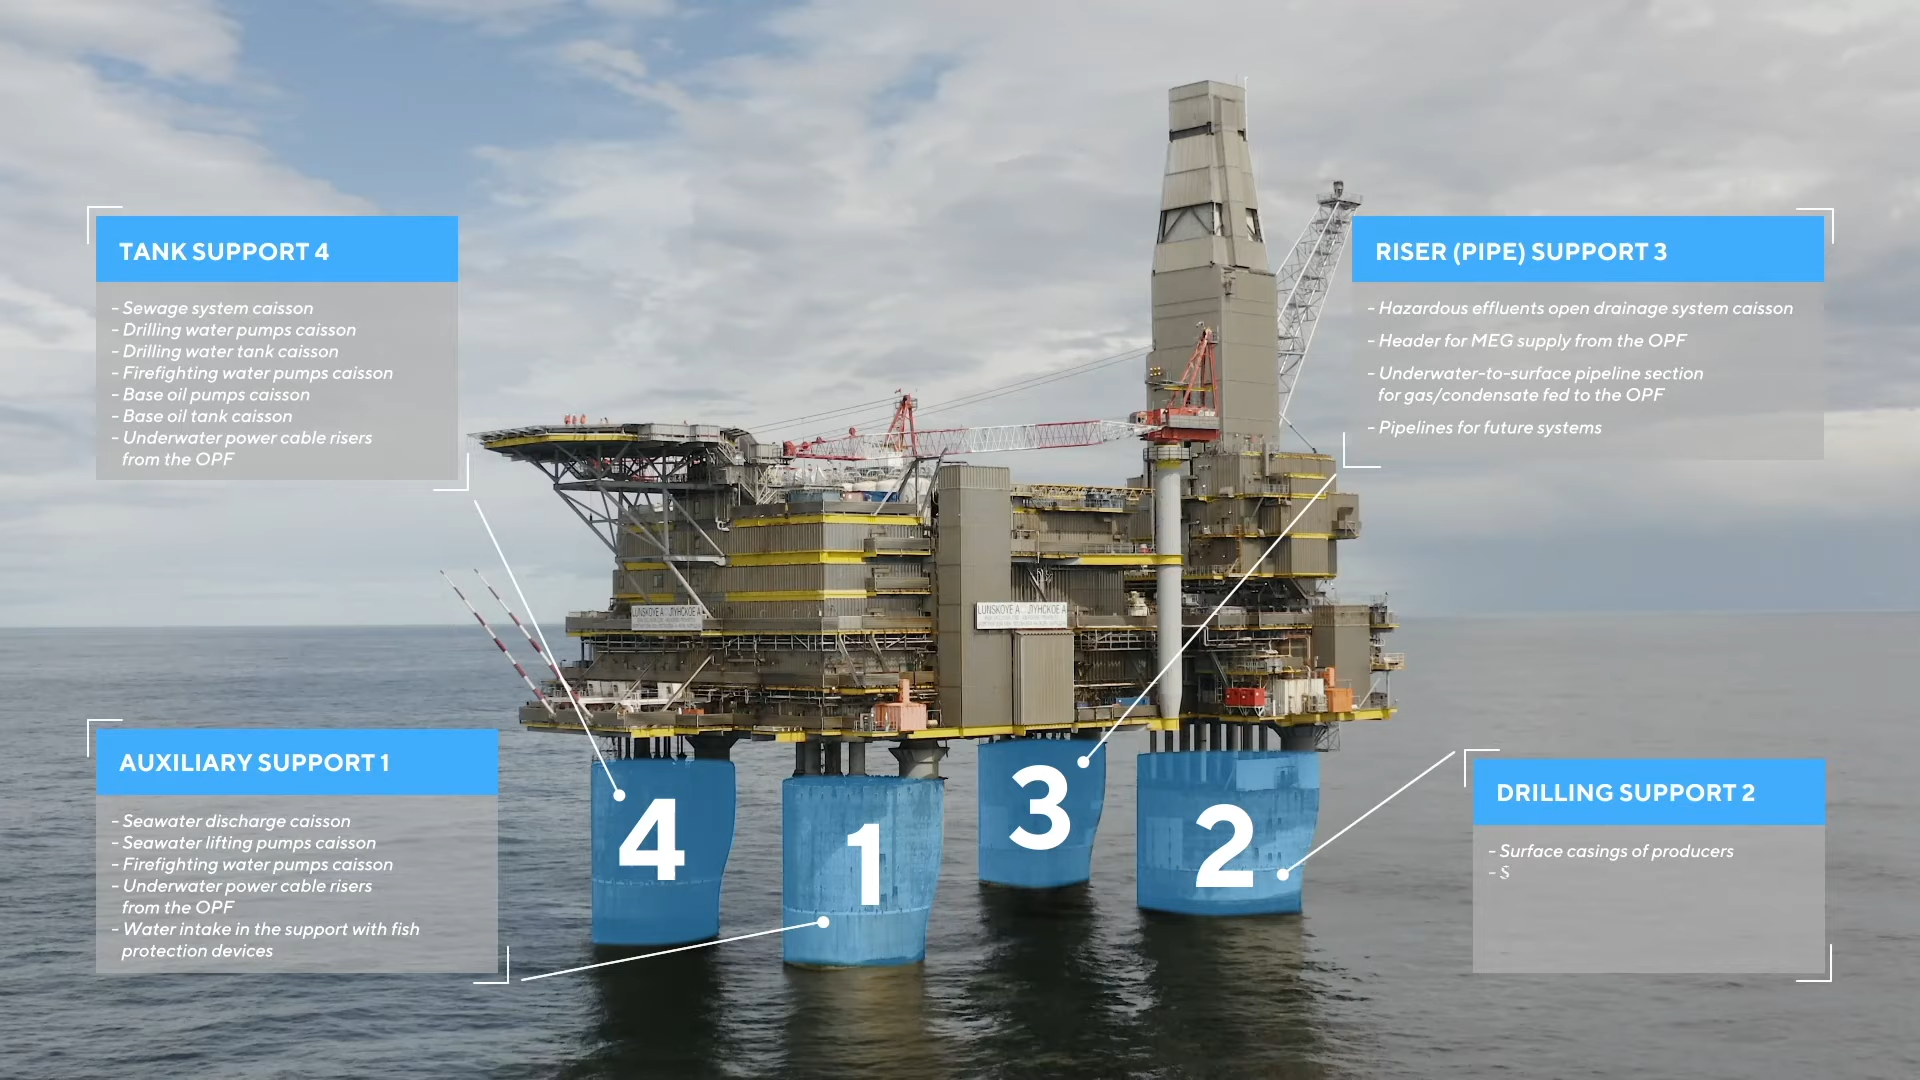 TANK SUPPORT 4
- Sewage system caisson
- Drilling water pumps caisson
- Drilling water tank caisson
- Firefighting water pumps caisson
- Base oil pumps caisson
- Base oil tank caisson
- Underwater power cable risers
from the OPF
RISER (PIPE) SUPPORT 3
- Hazardous effluents open drainage system caisson
- Header for MEG supply from the OPF
- Underwater-to-surface pipeline section
for gas/condensate fed to the OPF
- Pipelines for future systems
LUNSKOYE A ЛУНСКОЕ А
LUNSKOYE A ЛУНСКОЕ А
AUXILIARY SUPPORT 1
- Seawater discharge caisson
- Seawater lifting pumps caisson
- Firefighting water pumps caisson
- Underwater power cable risers
from the OPF
- Water intake in the support with fish
protection devices
4
1
3
2
DRILLING SUPPORT 2
- Surface casings of producers
- S